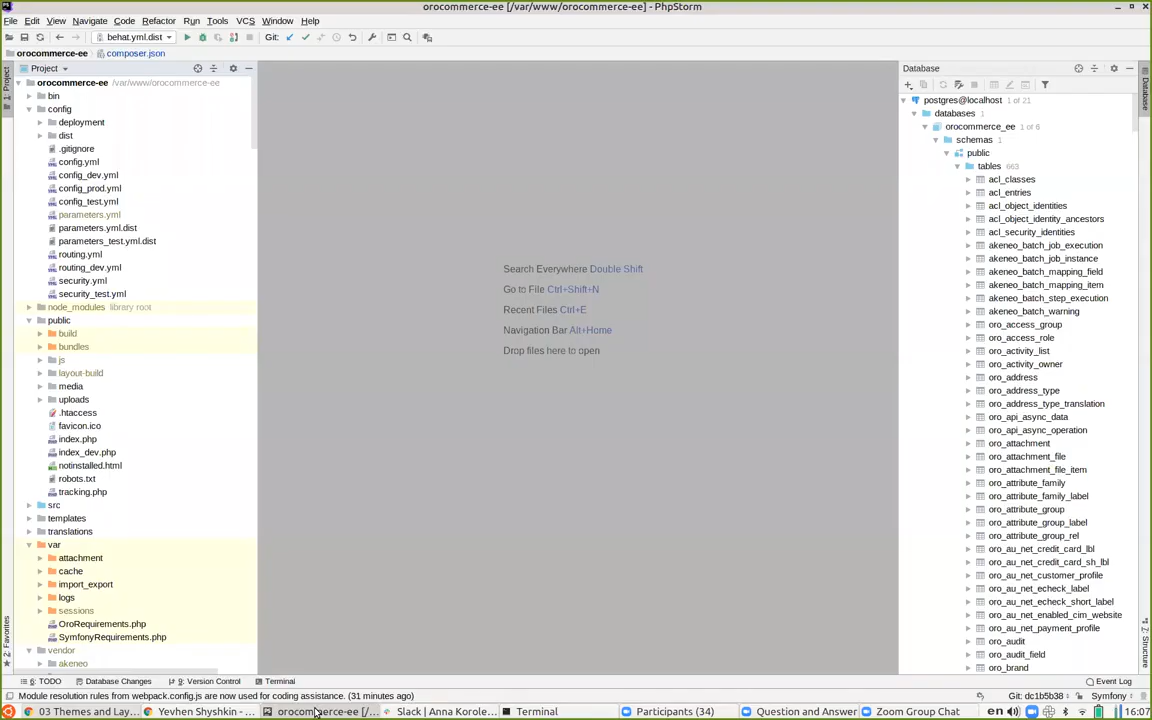 orocommerce-ee [/var/www/orocommerce-ee] - PhpStorm
File Edit View Navigate Code Refactor Run Tools VCS Window Help
behat.yml.dist Git:
orocommerce-ee composer.json
Project
orocommerce-ee /var/www/orocommerce-ee
bin
config
deployment
dist
.gitignore
config.yml
config_dev.yml
config_prod.yml
config_test.yml
parameters.yml
parameters.yml.dist
parameters_test.yml.dist
routing.yml
routing_dev.yml
security.yml
security_test.yml
node_modules library root
public
build
bundles
js
layout-build
media
uploads
.htaccess
favicon.ico
index.php
index_dev.php
notinstalled.html
robots.txt
tracking.php
src
templates
translations
var
attachment
cache
import_export
logs
sessions
OroRequirements.php
SymfonyRequirements.php
vendor
akeneo
1: Project
2: Favorites
Search Everywhere Double Shift
Go to File Ctrl+Shift+N
Recent Files Ctrl+E
Navigation Bar Alt+Home
Drop files here to open
Database
postgres@localhost 1 of 21
databases 1
orocommerce_ee 1 of 6
schemas 1
public
tables 663
acl_classes
acl_entries
acl_object_identities
acl_object_identity_ancestors
acl_security_identities
akeneo_batch_job_execution
akeneo_batch_job_instance
akeneo_batch_mapping_field
akeneo_batch_mapping_item
akeneo_batch_step_execution
akeneo_batch_warning
oro_access_group
oro_access_role
oro_activity_list
oro_activity_owner
oro_address
oro_address_type
oro_address_type_translation
oro_api_async_data
oro_api_async_operation
oro_attachment
oro_attachment_file
oro_attachment_file_item
oro_attribute_family
oro_attribute_family_label
oro_attribute_group
oro_attribute_group_label
oro_attribute_group_rel
oro_au_net_credit_card_lbl
oro_au_net_credit_card_sh_lbl
oro_au_net_customer_profile
oro_au_net_echeck_label
oro_au_net_echeck_short_label
oro_au_net_enabled_cim_website
oro_au_net_payment_profile
oro_audit
oro_audit_field
oro_brand
Database
7: Structure
6: TODO Database Changes 9: Version Control Terminal Event Log
Module resolution rules from webpack.config.js are now used for coding assistance. (31 minutes ago) Git: dc1b5b38 Symfony
03 Themes and Lay... Yevhen Shyshkin - ... orocommerce-ee [/... Slack | Anna Korole... Terminal Participants (34) Question and Answer Zoom Group Chat en 16:07